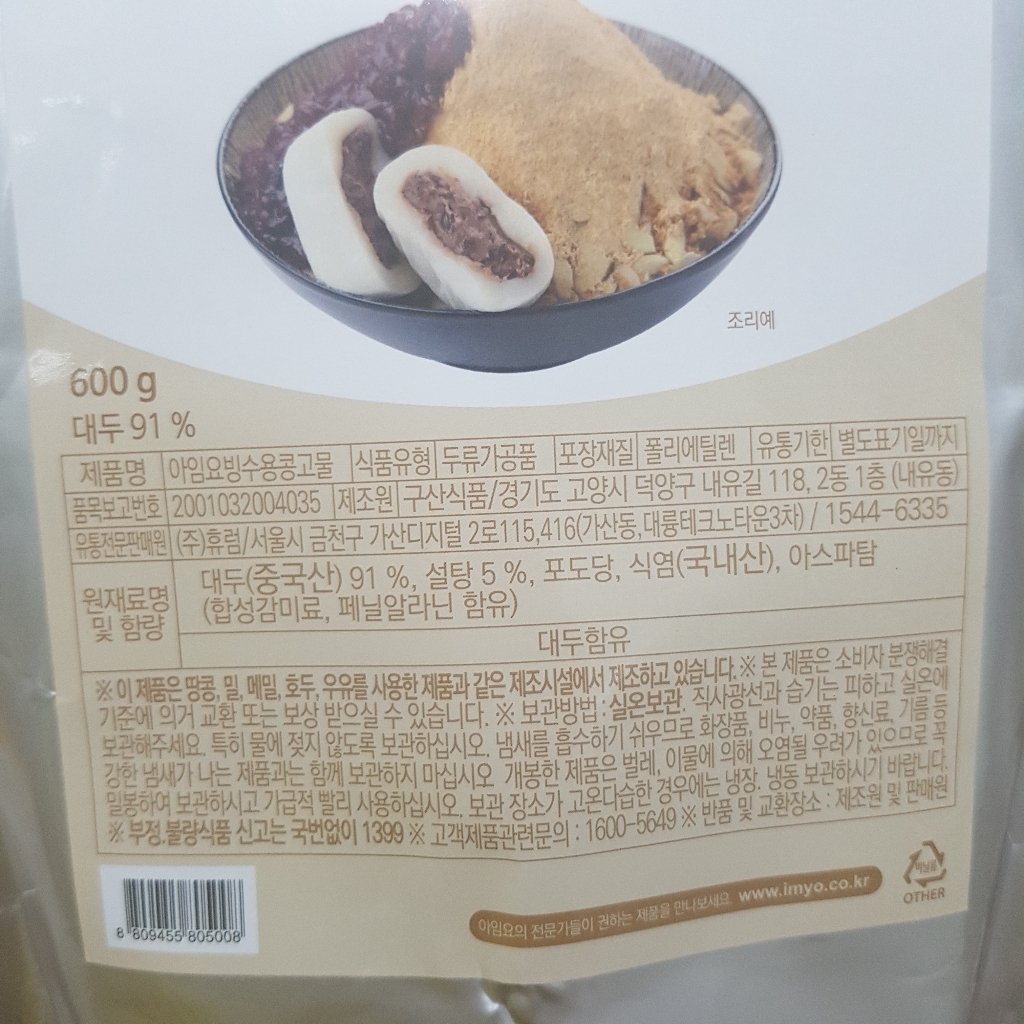 조리예
600 g
대두 91 %
제품명 아임요빙수용콩고물 식품유형 두류가공품 포장재질 폴리에틸렌 유통기한 별도표기일까지
품목보고번호 2001032004035 제조원 구산식품/경기도 고양시 덕양구 내유길 118, 2동 1층 (내유동)
유통전문판매원 (주)휴럼/서울시 금천구 가산디지털 2로115,416(가산동,대륭테크노타운3차) / 1544-6335
원재료명 및 함량 대두(중국산) 91 %, 설탕 5 %, 포도당, 식염(국내산), 아스파탐
(합성감미료, 페닐알라닌 함유)
대두함유
※ 이 제품은 땅콩, 밀, 메밀, 호두, 우유를 사용한 제품과 같은 제조시설에서 제조하고 있습니다. ※ 본 제품은 소비자 분쟁해결
기준에 의거 교환 또는 보상 받으실 수 있습니다. ※ 보관방법 : 실온보관. 직사광선과 습기는 피하고 실온에
보관해주세요. 특히 물에 젖지 않도록 보관하십시오. 냄새를 흡수하기 쉬우므로 화장품, 비누, 약품, 향신료, 기름 등
강한 냄새가 나는 제품과는 함께 보관하지 마십시오. 개봉한 제품은 벌레, 이물에 의해 오염될 우려가 있으므로 꼭
밀봉하여 보관하시고 가급적 빨리 사용하십시오. 보관 장소가 고온다습한 경우에는 냉장. 냉동 보관하시기 바랍니다.
※ 부정.불량식품 신고는 국번없이 1399 ※ 고객제품관련문의 : 1600-5649 ※ 반품 및 교환장소 : 제조원 및 판매원
8 809455 805008
아임요의 전문가들이 권하는 제품을 만나보세요. www.imyo.co.kr
비닐류
OTHER